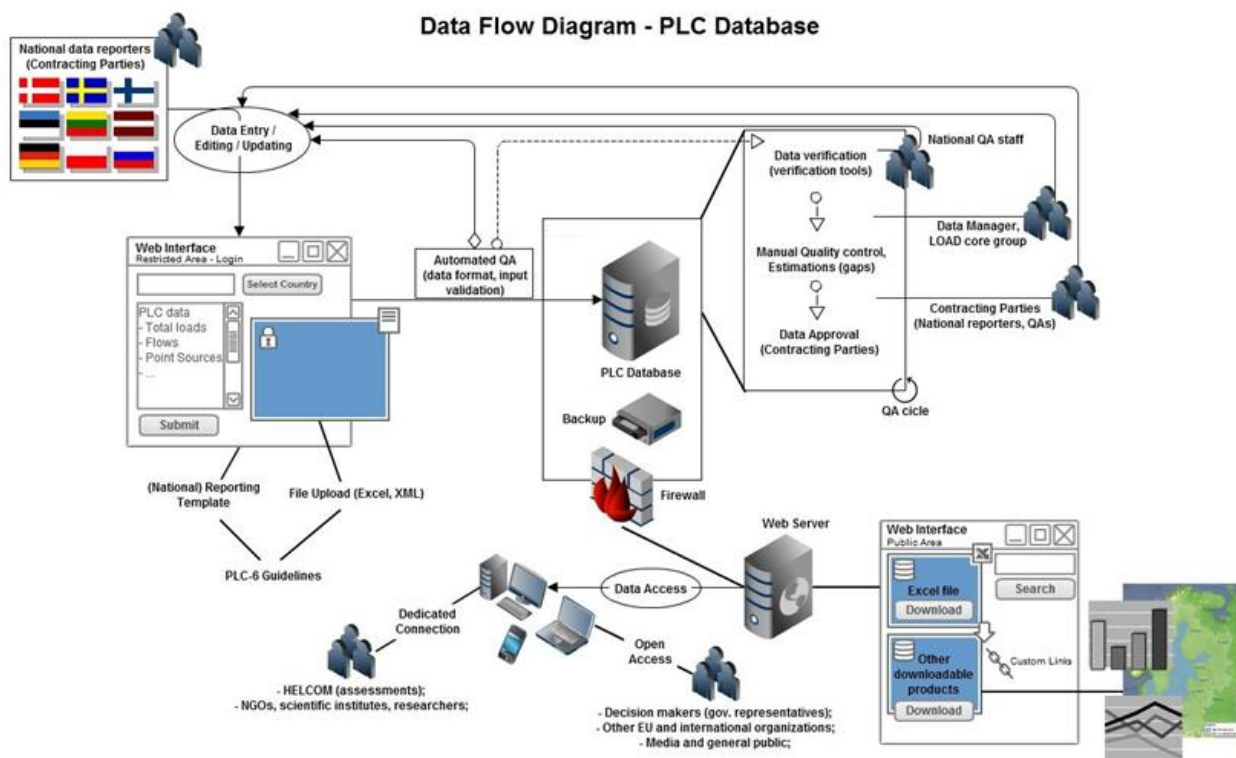 Data Flow Diagram - PLC Database
National data reporters
(Contracting Parties)
Data Entry /
Editing / Updating
Web Interface
Restricted Area - Login
Select Country
PLC data
- Total loads
- Flows
- Point Sources
- ...
Submit
(National) Reporting
Template
File Upload (Excel, XML)
PLC-6 Guidelines
Automated QA
(data format, input
validation)
PLC Database
Backup
Firewall
Data verification
(verification tools)
Manual Quality control,
Estimations (gaps)
Data Approval
(Contracting Parties)
QA cicle
National QA staff
Data Manager,
LOAD core group
Contracting Parties
(National reporters, QAs)
Web Server
Data Access
Dedicated
Connection
Open
Access
- HELCOM (assessments);
- NGOs, scientific institutes, researchers;
- Decision makers (gov. representatives);
- Other EU and international organizations;
- Media and general public;
Web Interface
Public Area
Excel file
Download
Search
Other
downloadable
products
Download
Custom Links